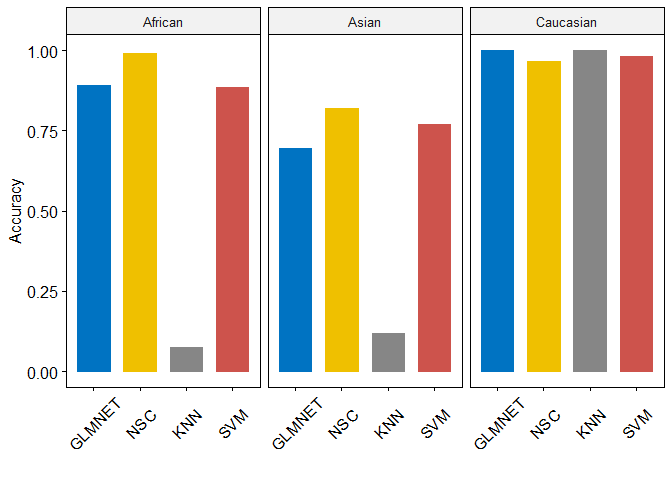 African Asian Caucasian
1.00
0.75
0.50
0.25
0.00
Accuracy
GLMNET NSC KNN SVM GLMNET NSC KNN SVM GLMNET NSC KNN SVM